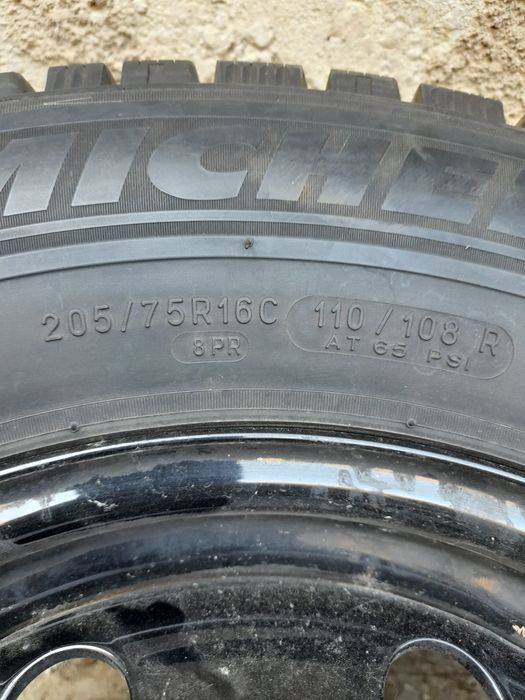 MICHE
205/75R16C 110/108 R
8PR AT 65 PSI